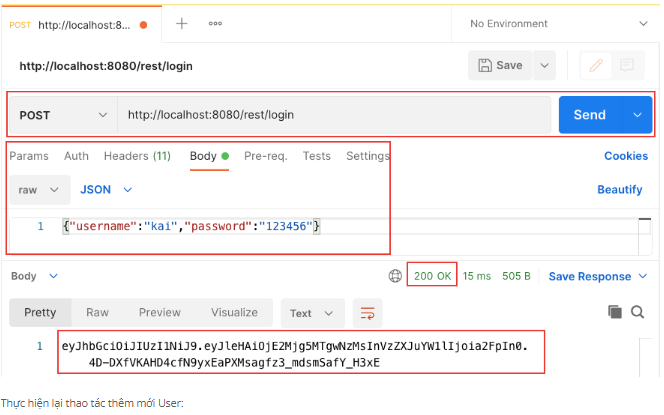 POST http://localhost:8... + ooo No Environment
http://localhost:8080/rest/login Save
POST http://localhost:8080/rest/login Send
Params Auth Headers (11) Body Pre-req. Tests Settings Cookies
raw JSON Beautify
1 {"username":"kai","password":"123456"}
Body 200 OK 15 ms 505 B Save Response
Pretty Raw Preview Visualize Text
1 eyJhbGciOiJIUzI1NiJ9.eyJleHAiOjE2Mjg5MTgwNzMsInVzZXJuYW1lIjoia2FpIn0.
4D-DXfVKAHD4cfN9yxEaPXMsagfz3_mdsmSafY_H3xE
Thực hiện lại thao tác thêm mới User: